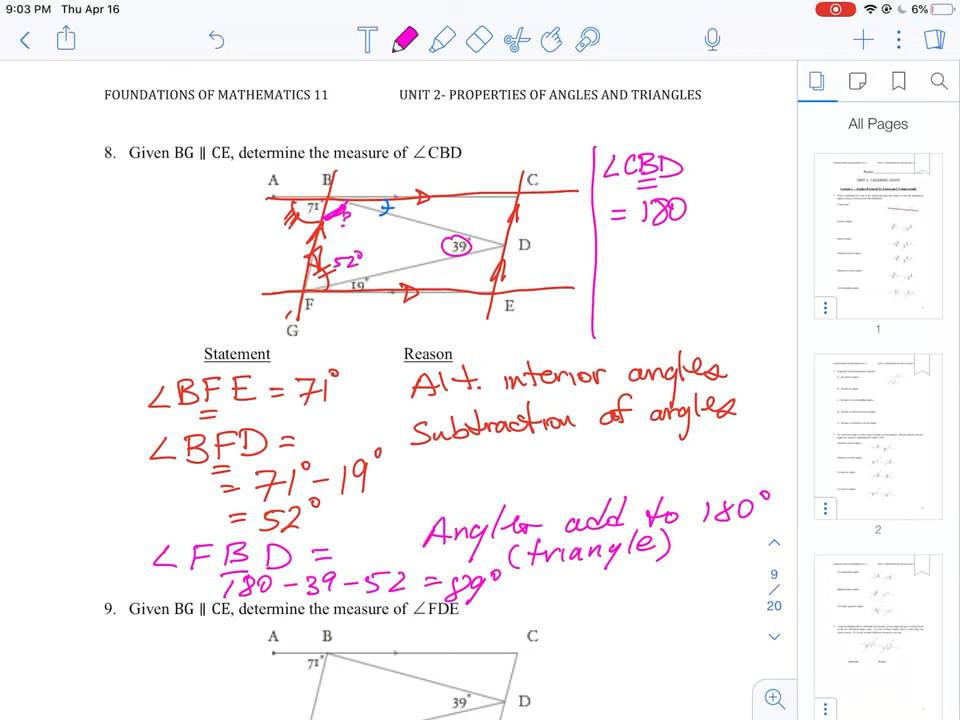 9:03 PM Thu Apr 16
6%
FOUNDATIONS OF MATHEMATICS 11 UNIT 2- PROPERTIES OF ANGLES AND TRIANGLES
All Pages
8. Given BG ∥ CE, determine the measure of ∠CBD
∠CBD
= 180
A B C
71°
?
39° D
52°
19°
F E
G
Statement Reason
∠BFE = 71° Alt. interior angles
∠BFD = Subtraction of angles
= 71° - 19°
= 52°
∠FBD = Angles add to 180°
(triangle)
180 - 39 - 52 = 89°
9. Given BG ∥ CE, determine the measure of ∠FDE
A B C
71°
39° D
9
/
20
1
2